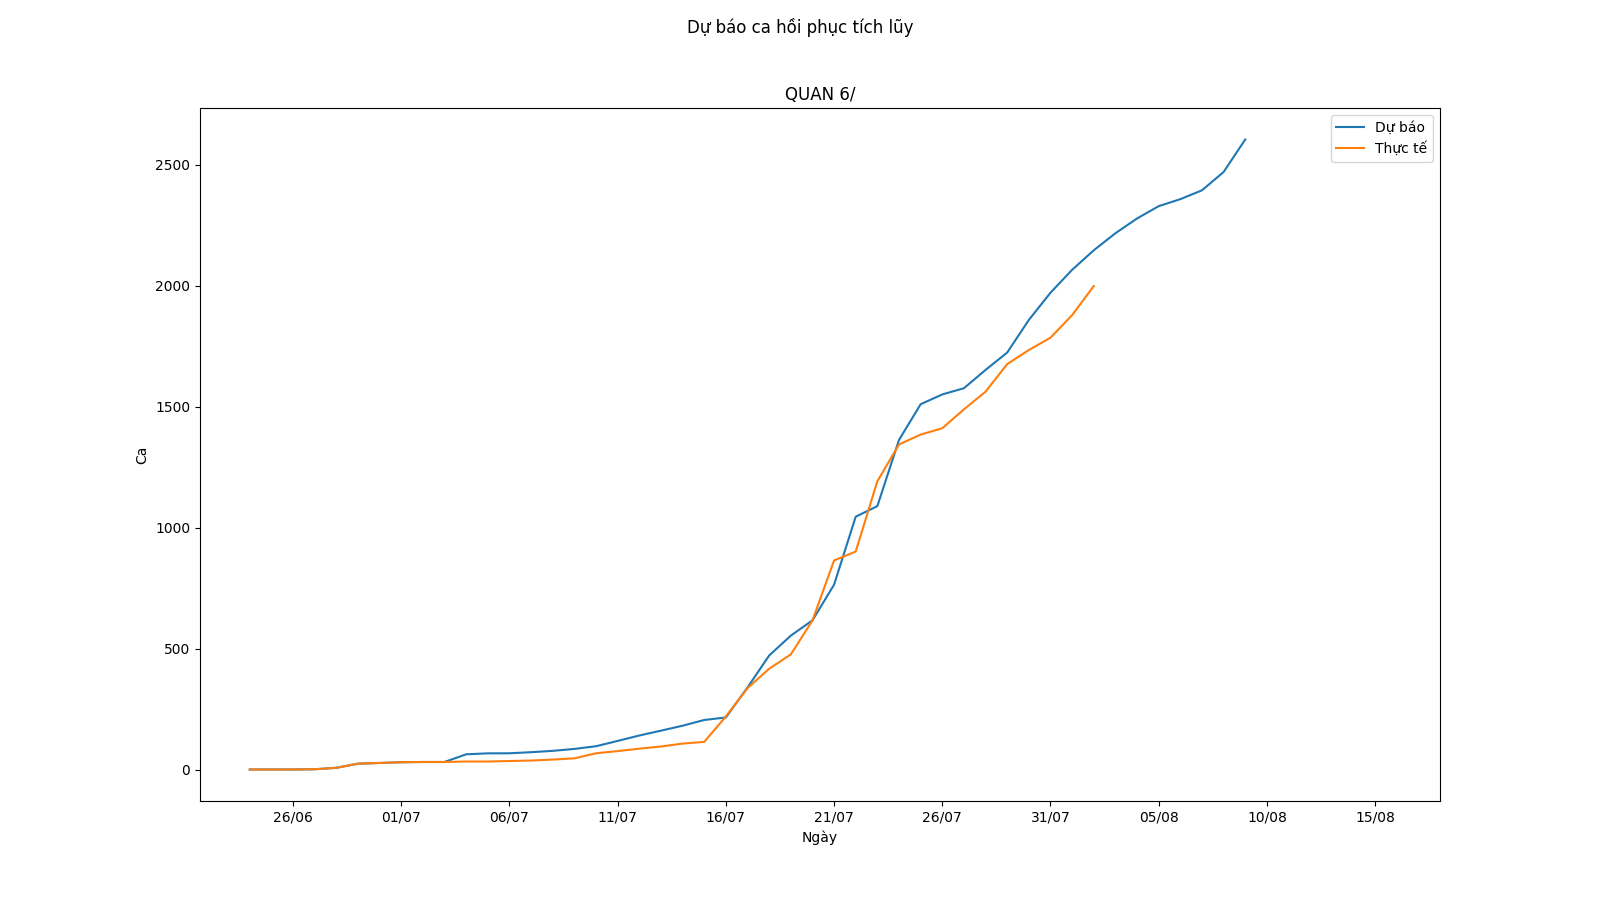 Dự báo ca hồi phục tích lũy
QUAN 6/
Dự báo
Thực tế
2500
2000
1500
1000
500
0
Ca
26/06 01/07 06/07 11/07 16/07 21/07 26/07 31/07 05/08 10/08 15/08
Ngày